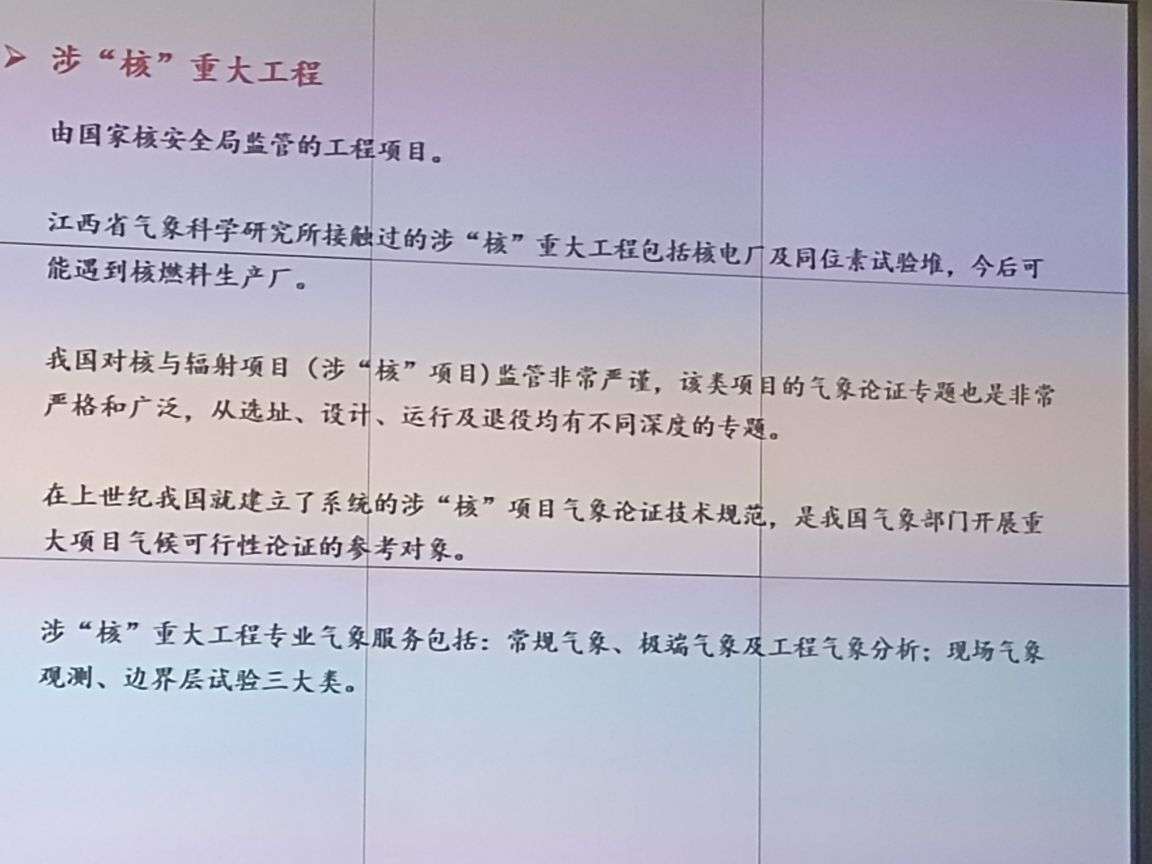 ➢ 涉“核”重大工程
由国家核安全局监管的工程项目。
江西省气象科学研究所接触过的涉“核”重大工程包括核电厂及同位素试验堆，今后可
能遇到核燃料生产厂。
我国对核与辐射项目（涉“核”项目)监管非常严谨，该类项目的气象论证专题也是非常
严格和广泛，从选址、设计、运行及退役均有不同深度的专题。
在上世纪我国就建立了系统的涉“核”项目气象论证技术规范，是我国气象部门开展重
大项目气候可行性论证的参考对象。
涉“核”重大工程专业气象服务包括：常规气象、极端气象及工程气象分析；现场气象
观测、边界层试验三大类。